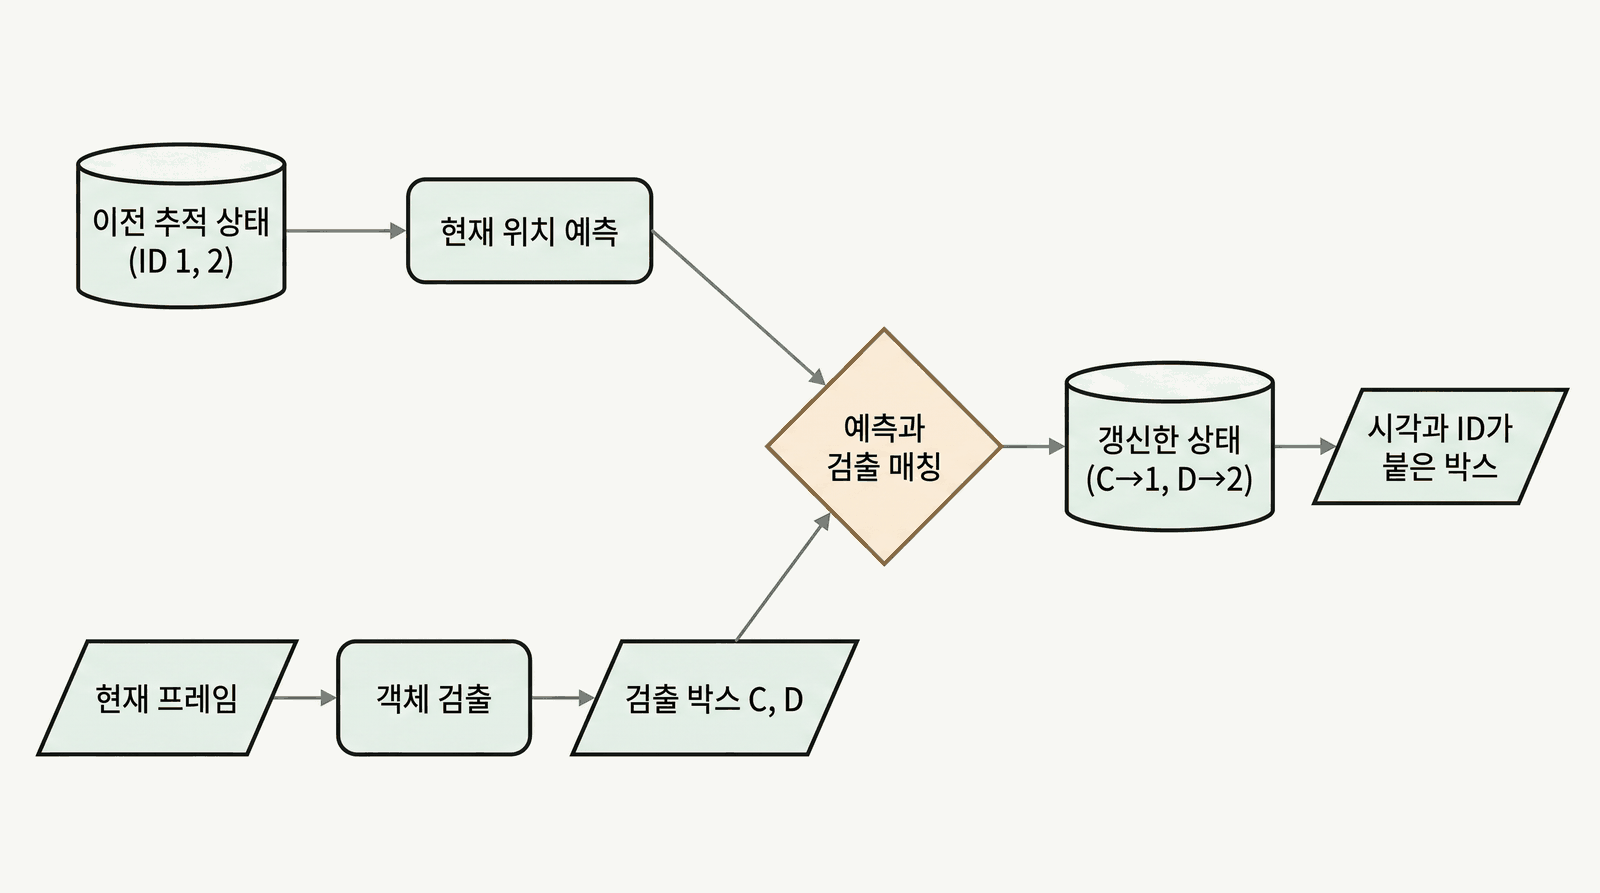 이전 추적 상태
(ID 1, 2)
현재 위치 예측
예측과
검출 매칭
갱신한 상태
(C→1, D→2)
시각과 ID가
붙은 박스
현재 프레임
객체 검출
검출 박스 C, D